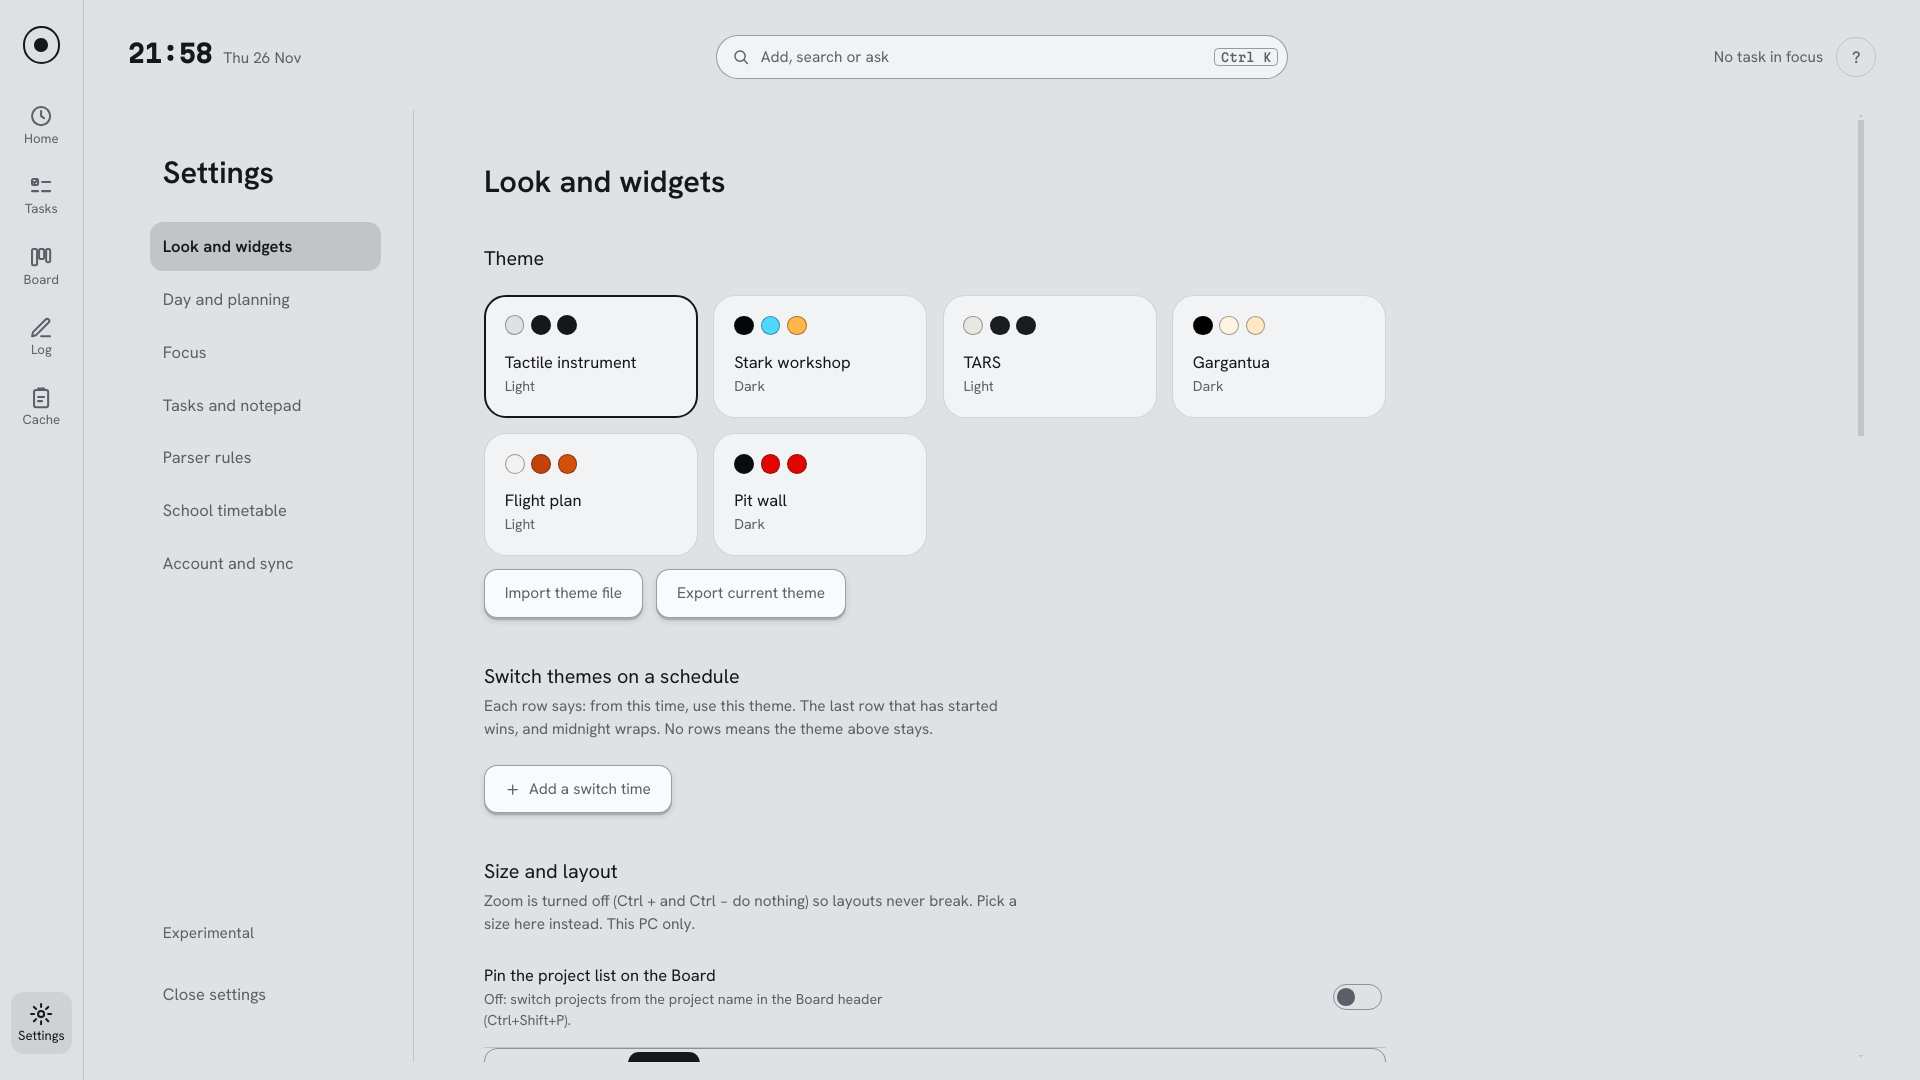 21:58 Thu 26 Nov
Add, search or ask
Ctrl K
No task in focus
?
Home
Tasks
Board
Log
Cache
Settings
Settings
Look and widgets
Day and planning
Focus
Tasks and notepad
Parser rules
School timetable
Account and sync
Experimental
Close settings
Look and widgets
Theme
Tactile instrument
Light
Stark workshop
Dark
TARS
Light
Gargantua
Dark
Flight plan
Light
Pit wall
Dark
Import theme file
Export current theme
Switch themes on a schedule
Each row says: from this time, use this theme. The last row that has started
wins, and midnight wraps. No rows means the theme above stays.
+ Add a switch time
Size and layout
Zoom is turned off (Ctrl + and Ctrl − do nothing) so layouts never break. Pick a
size here instead. This PC only.
Pin the project list on the Board
Off: switch projects from the project name in the Board header
(Ctrl+Shift+P).